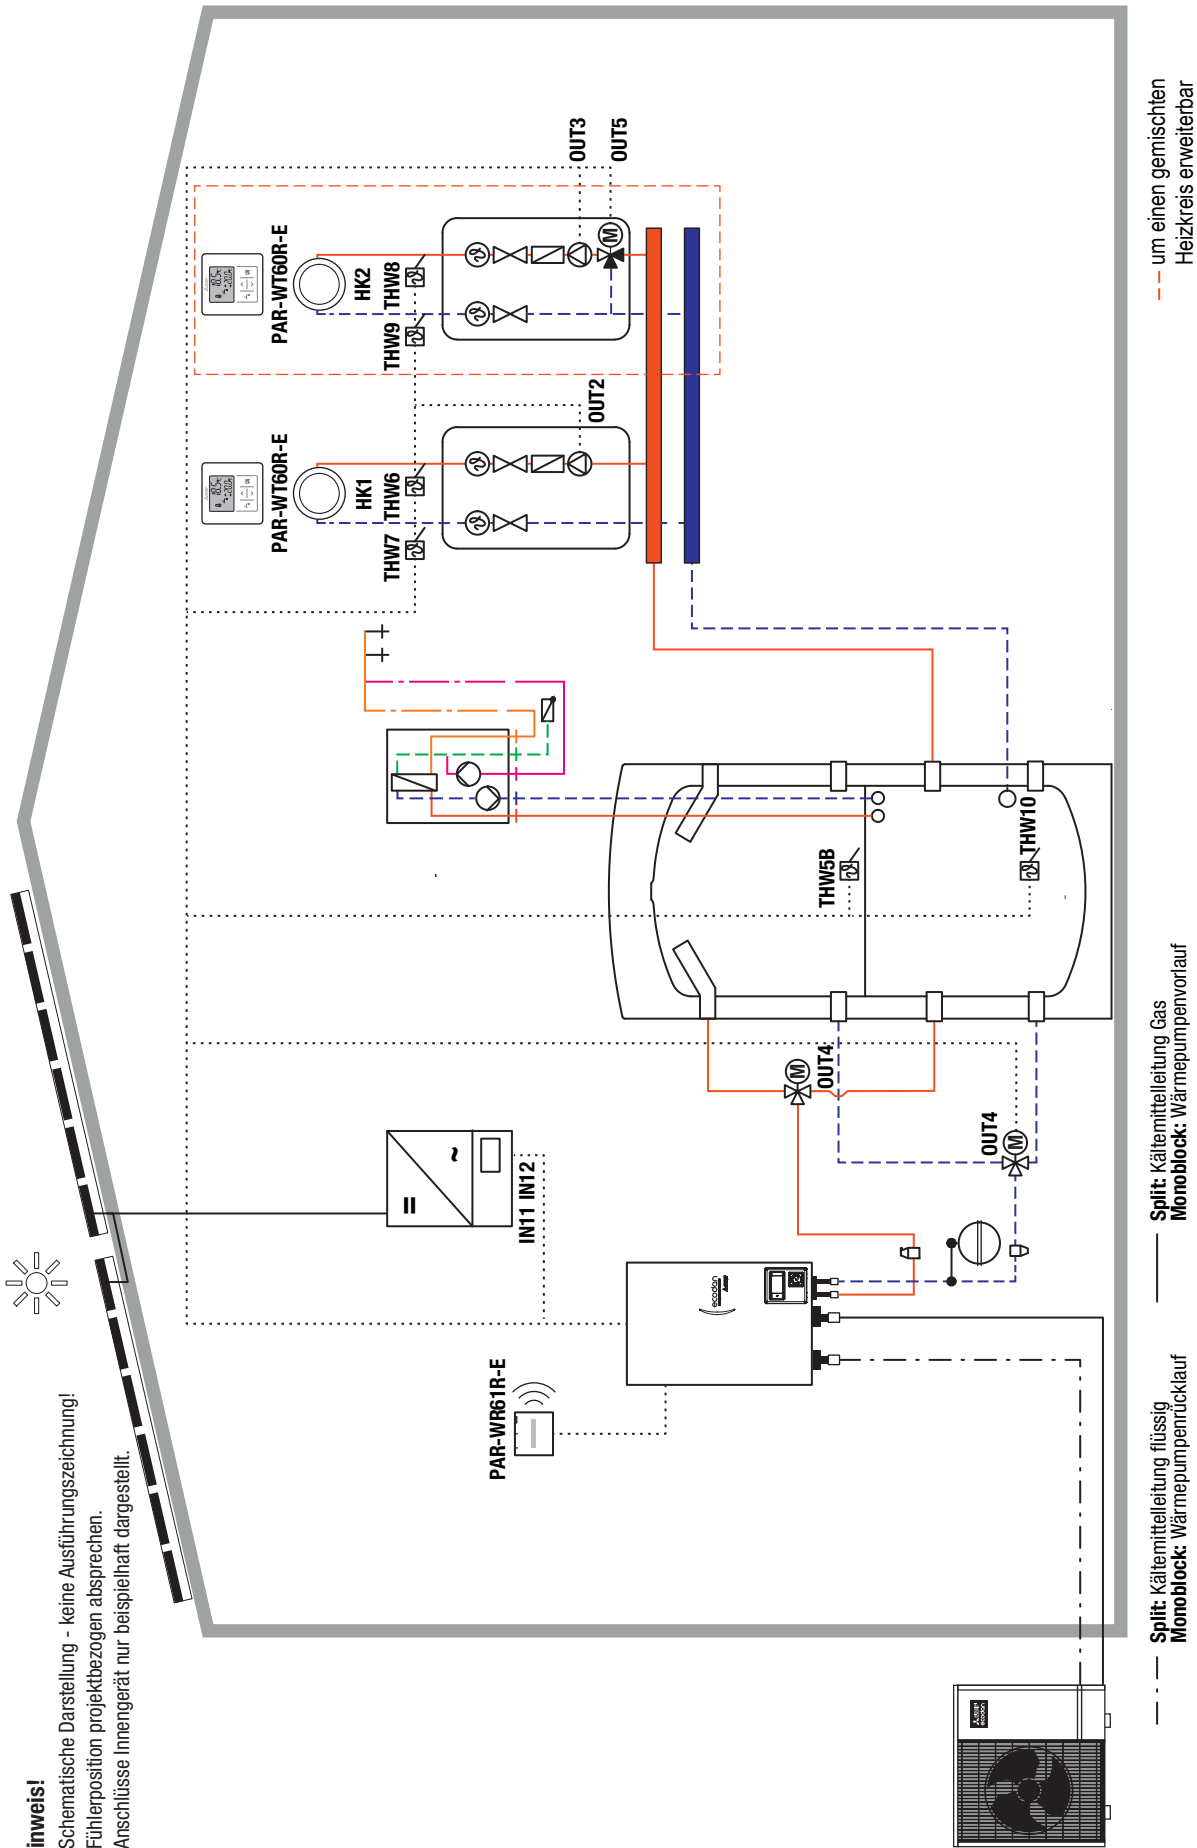 inweis!
Schematische Darstellung - keine Ausführungszeichnung!
Fühlerposition projektbezogen absprechen.
Anschlüsse Innengerät nur beispielhaft dargestellt.
PAR-WR61R-E
ecodan
IN11 IN12
OUT4
OUT4
THW5B
THW10
PAR-WT60R-E
HK1
THW7
THW6
OUT2
PAR-WT60R-E
HK2
THW9
THW8
OUT3
OUT5
M
M
M
ecodan
Split: Kältemittelleitung flüssig
Monoblock: Wärmepumpenrücklauf
Split: Kältemittelleitung Gas
Monoblock: Wärmepumpenvorlauf
um einen gemischten
Heizkreis erweiterbar